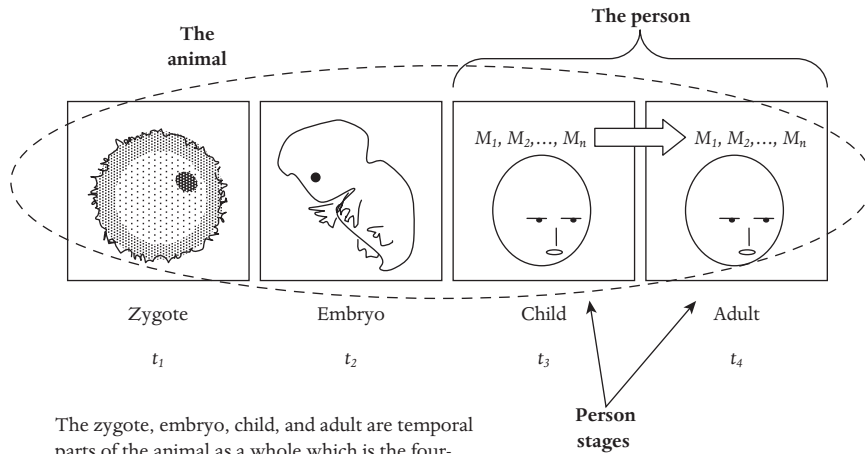 The person
The
animal
M₁, M₂,..., Mₙ
M₁, M₂,..., Mₙ
Zygote
Embryo
Child
Adult
t₁
t₂
t₃
t₄
Person
stages
The zygote, embryo, child, and adult are temporal
parts of the animal as a whole which is the four-